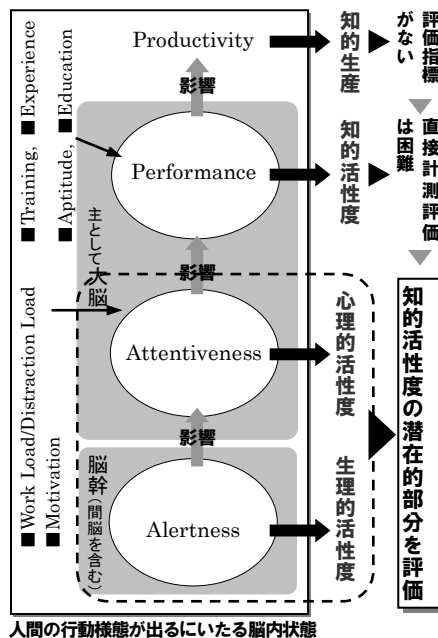 Productivity
影響
Performance
影響
Attentiveness
影響
Alertness
■Training, ■Experience
■Aptitude, ■Education
■Work Load/Distraction Load
■Motivation
主として大脳
脳幹(間脳を含む)
知的生産
知的活性度
心理的活性度
生理的活性度
評価指標
がない
直接計測評価
は困難
知的活性度の潜在的部分を評価
人間の行動様態が出るにいたる脳内状態